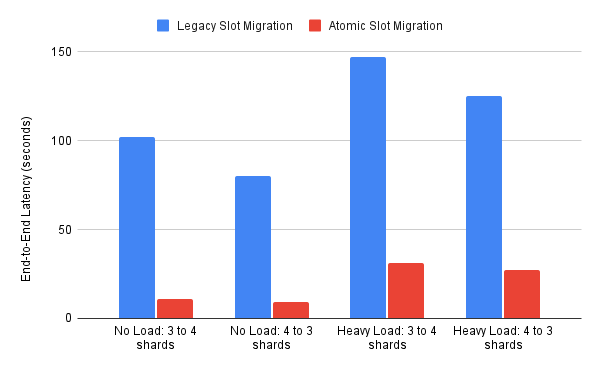 Legacy Slot Migration
Atomic Slot Migration
End-to-End Latency (seconds)
150
100
50
0
No Load: 3 to 4
shards
No Load: 4 to 3
shards
Heavy Load: 3 to 4
shards
Heavy Load: 4 to 3
shards